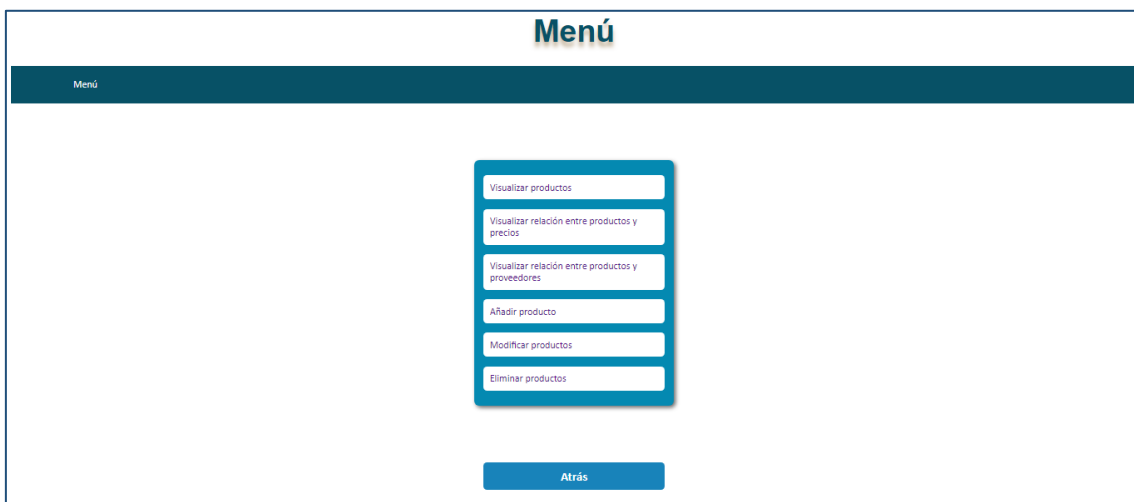 Menú
Menú
Visualizar productos
Visualizar relación entre productos y
precios
Visualizar relación entre productos y
proveedores
Añadir producto
Modificar productos
Eliminar productos
Atrás